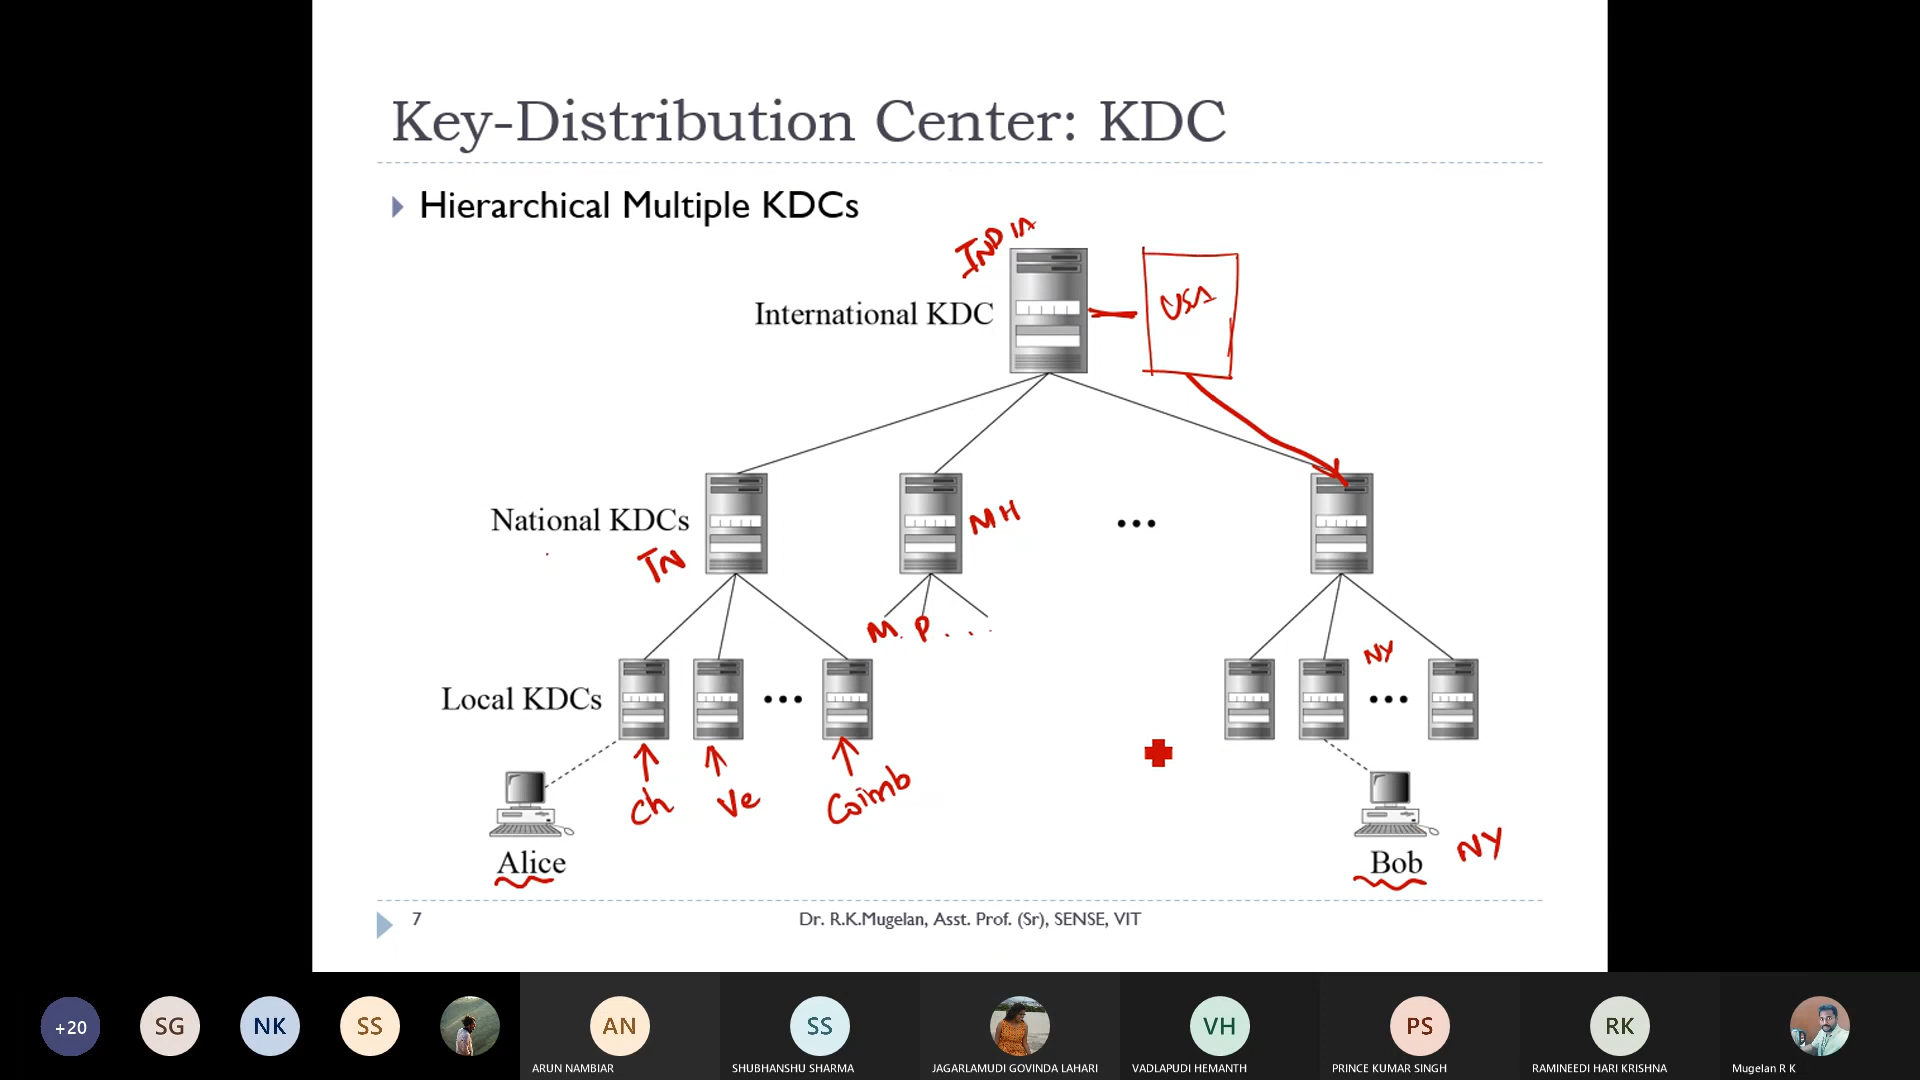 Key-Distribution Center: KDC
Hierarchical Multiple KDCs
INDIA
International KDC
USA
National KDCs
TN
MH
...
M. P. . .
NY
Local KDCs
...
...
Ch
Ve
Coimb
Alice
Bob
NY
7
Dr. R.K.Mugelan, Asst. Prof. (Sr), SENSE, VIT
+20
SG
NK
SS
AN
SS
VH
PS
RK
ARUN NAMBIAR
SHUBHANSHU SHARMA
JAGARLAMUDI GOVINDA LAHARI
VADLAPUDI HEMANTH
PRINCE KUMAR SINGH
RAMINEEDI HARI KRISHNA
Mugelan R K